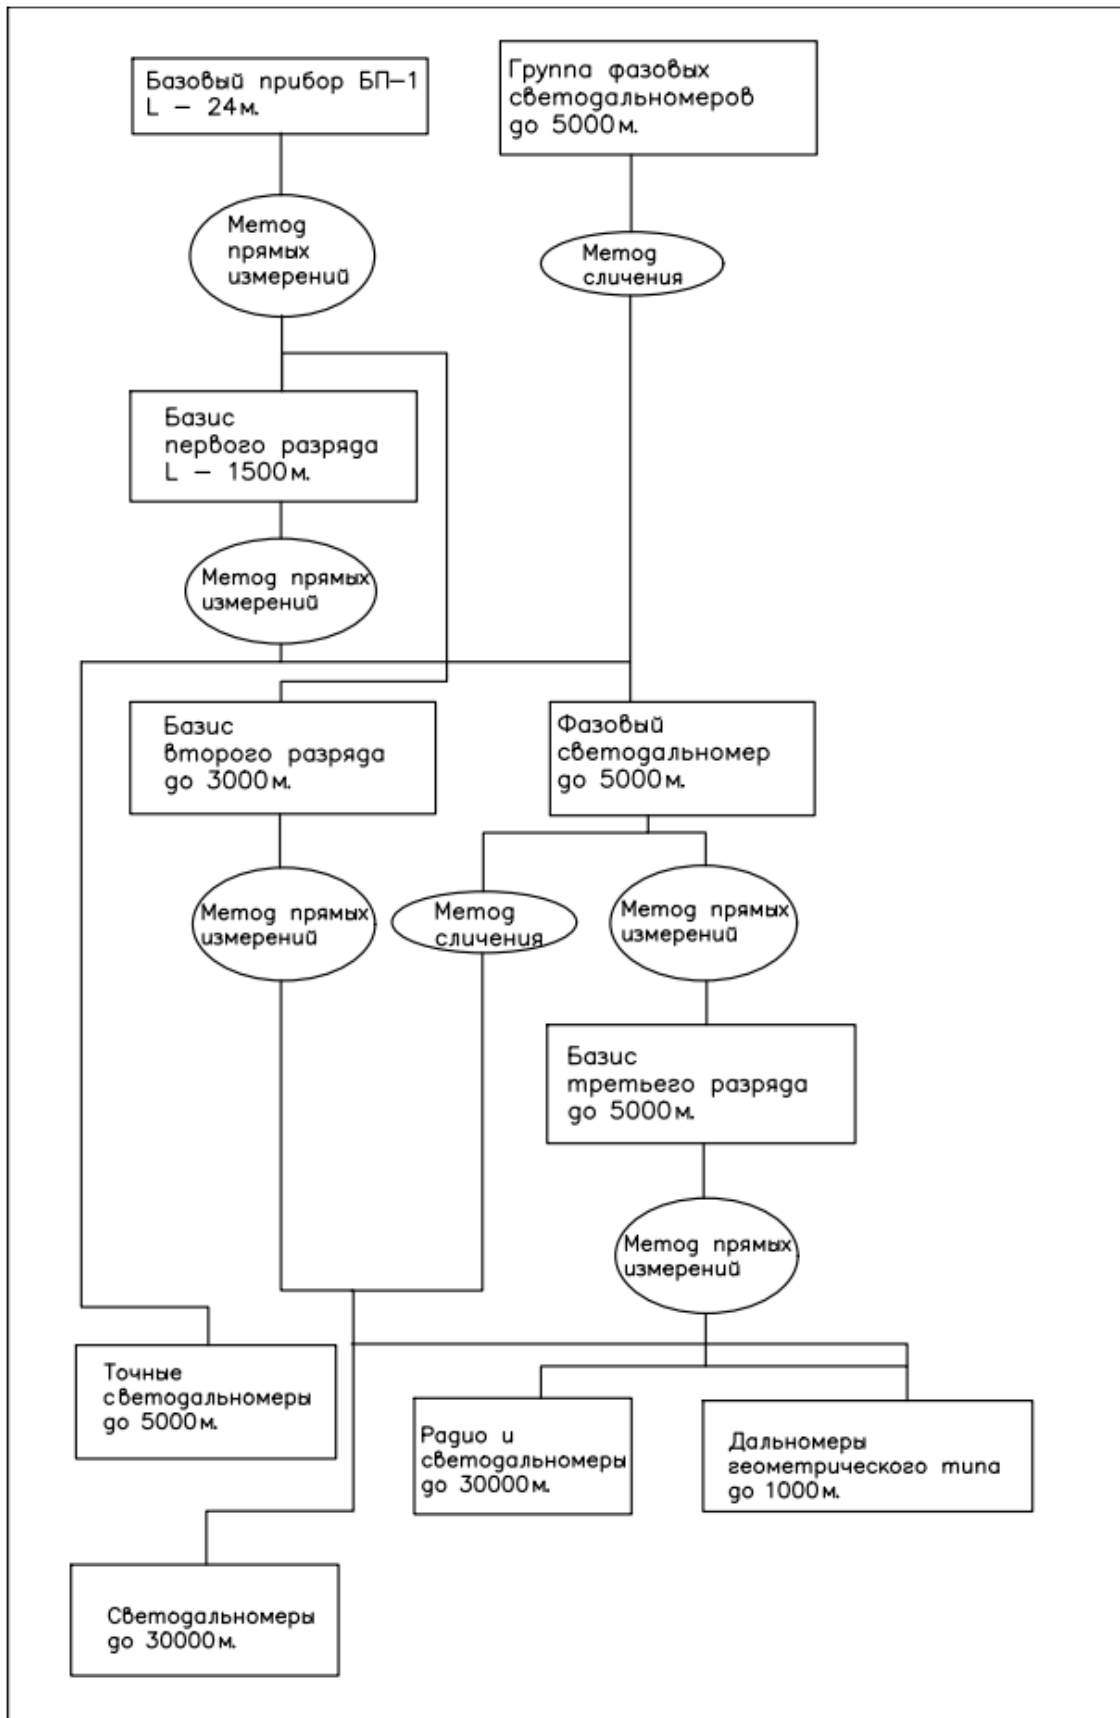 Базовый прибор БП–1
L – 24м.
Группа фазовых
светодальномеров
до 5000м.
Метод
прямых
измерений
Метод
сличения
Базис
первого разряда
L – 1500м.
Метод прямых
измерений
Базис
второго разряда
до 3000м.
Фазовый
светодальномер
до 5000м.
Метод прямых
измерений
Метод
сличения
Метод прямых
измерений
Базис
третьего разряда
до 5000м.
Метод прямых
измерений
Точные
светодальномеры
до 5000м.
Радио и
светодальномеры
до 30000м.
Дальномеры
геометрического типа
до 1000м.
Светодальномеры
до 30000м.